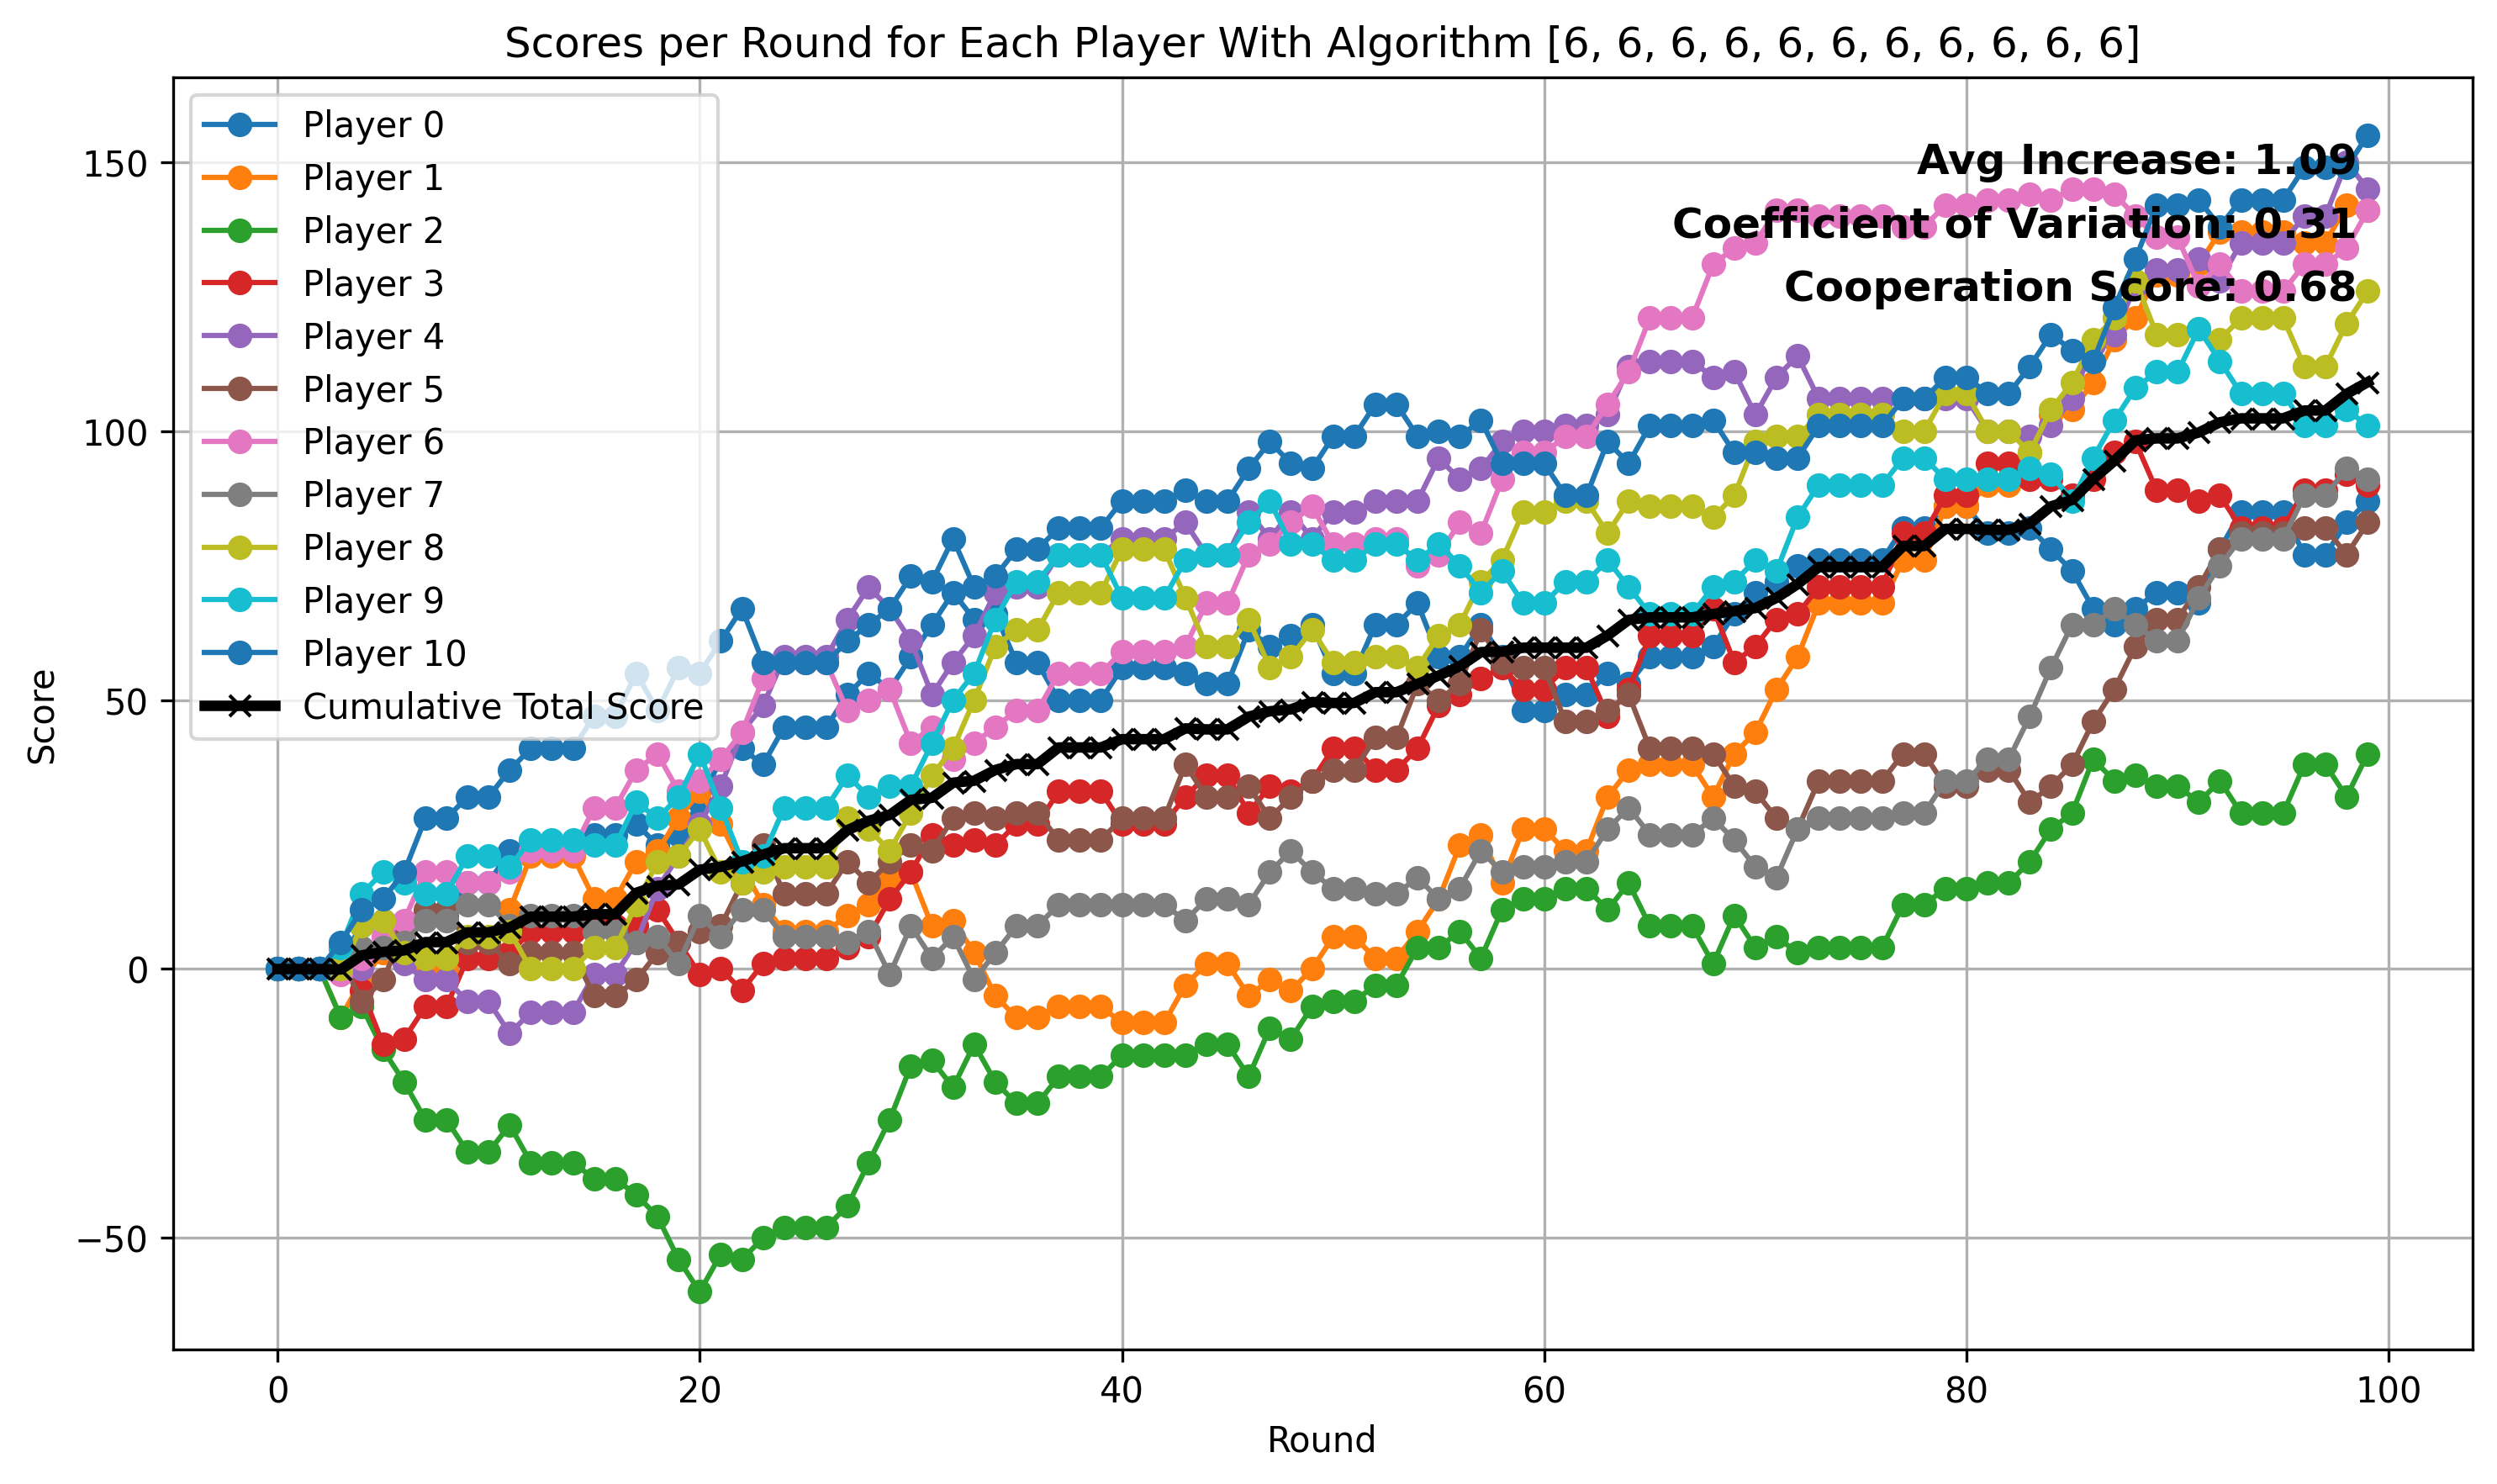 Scores per Round for Each Player With Algorithm [6, 6, 6, 6, 6, 6, 6, 6, 6, 6, 6]
Player 0
Player 1
Player 2
Player 3
Player 4
Player 5
Player 6
Player 7
Player 8
Player 9
Player 10
Cumulative Total Score
Avg Increase: 1.09
Coefficient of Variation: 0.31
Cooperation Score: 0.68
Score
150
100
50
0
−50
0 20 40 60 80 100
Round